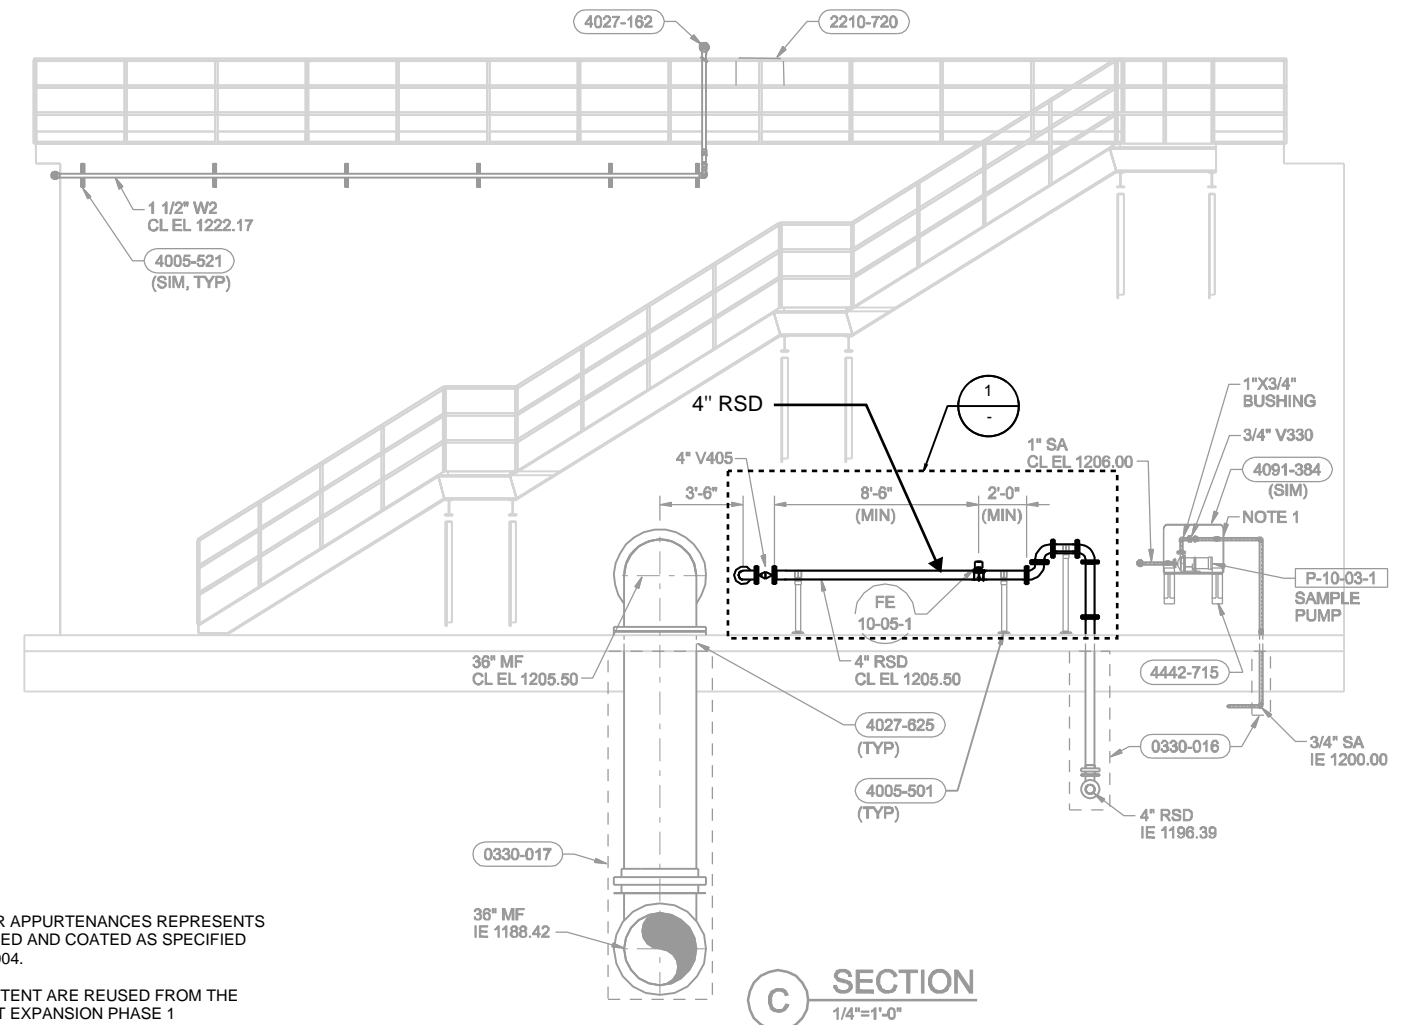 4027-162
2210-720
1 1/2" W2
CL EL 1222.17
4005-521
(SIM, TYP)
1"X3/4"
BUSHING
4" RSD
1
-
3/4" V330
1" SA
CL EL 1206.00
4" V405
4091-384
(SIM)
3'-6"
8'-6"
(MIN)
2'-0"
(MIN)
NOTE 1
FE
10-05-1
P-10-03-1
SAMPLE
PUMP
36" MF
CL EL 1205.50
4" RSD
CL EL 1205.50
4442-715
4027-625
(TYP)
0330-016
3/4" SA
IE 1200.00
4005-501
(TYP)
4" RSD
IE 1196.39
0330-017
36" MF
IE 1188.42
R APPURTENANCES REPRESENTS
ED AND COATED AS SPECIFIED
04.
TENT ARE REUSED FROM THE
T EXPANSION PHASE 1
C
SECTION
1/4"=1'-0"